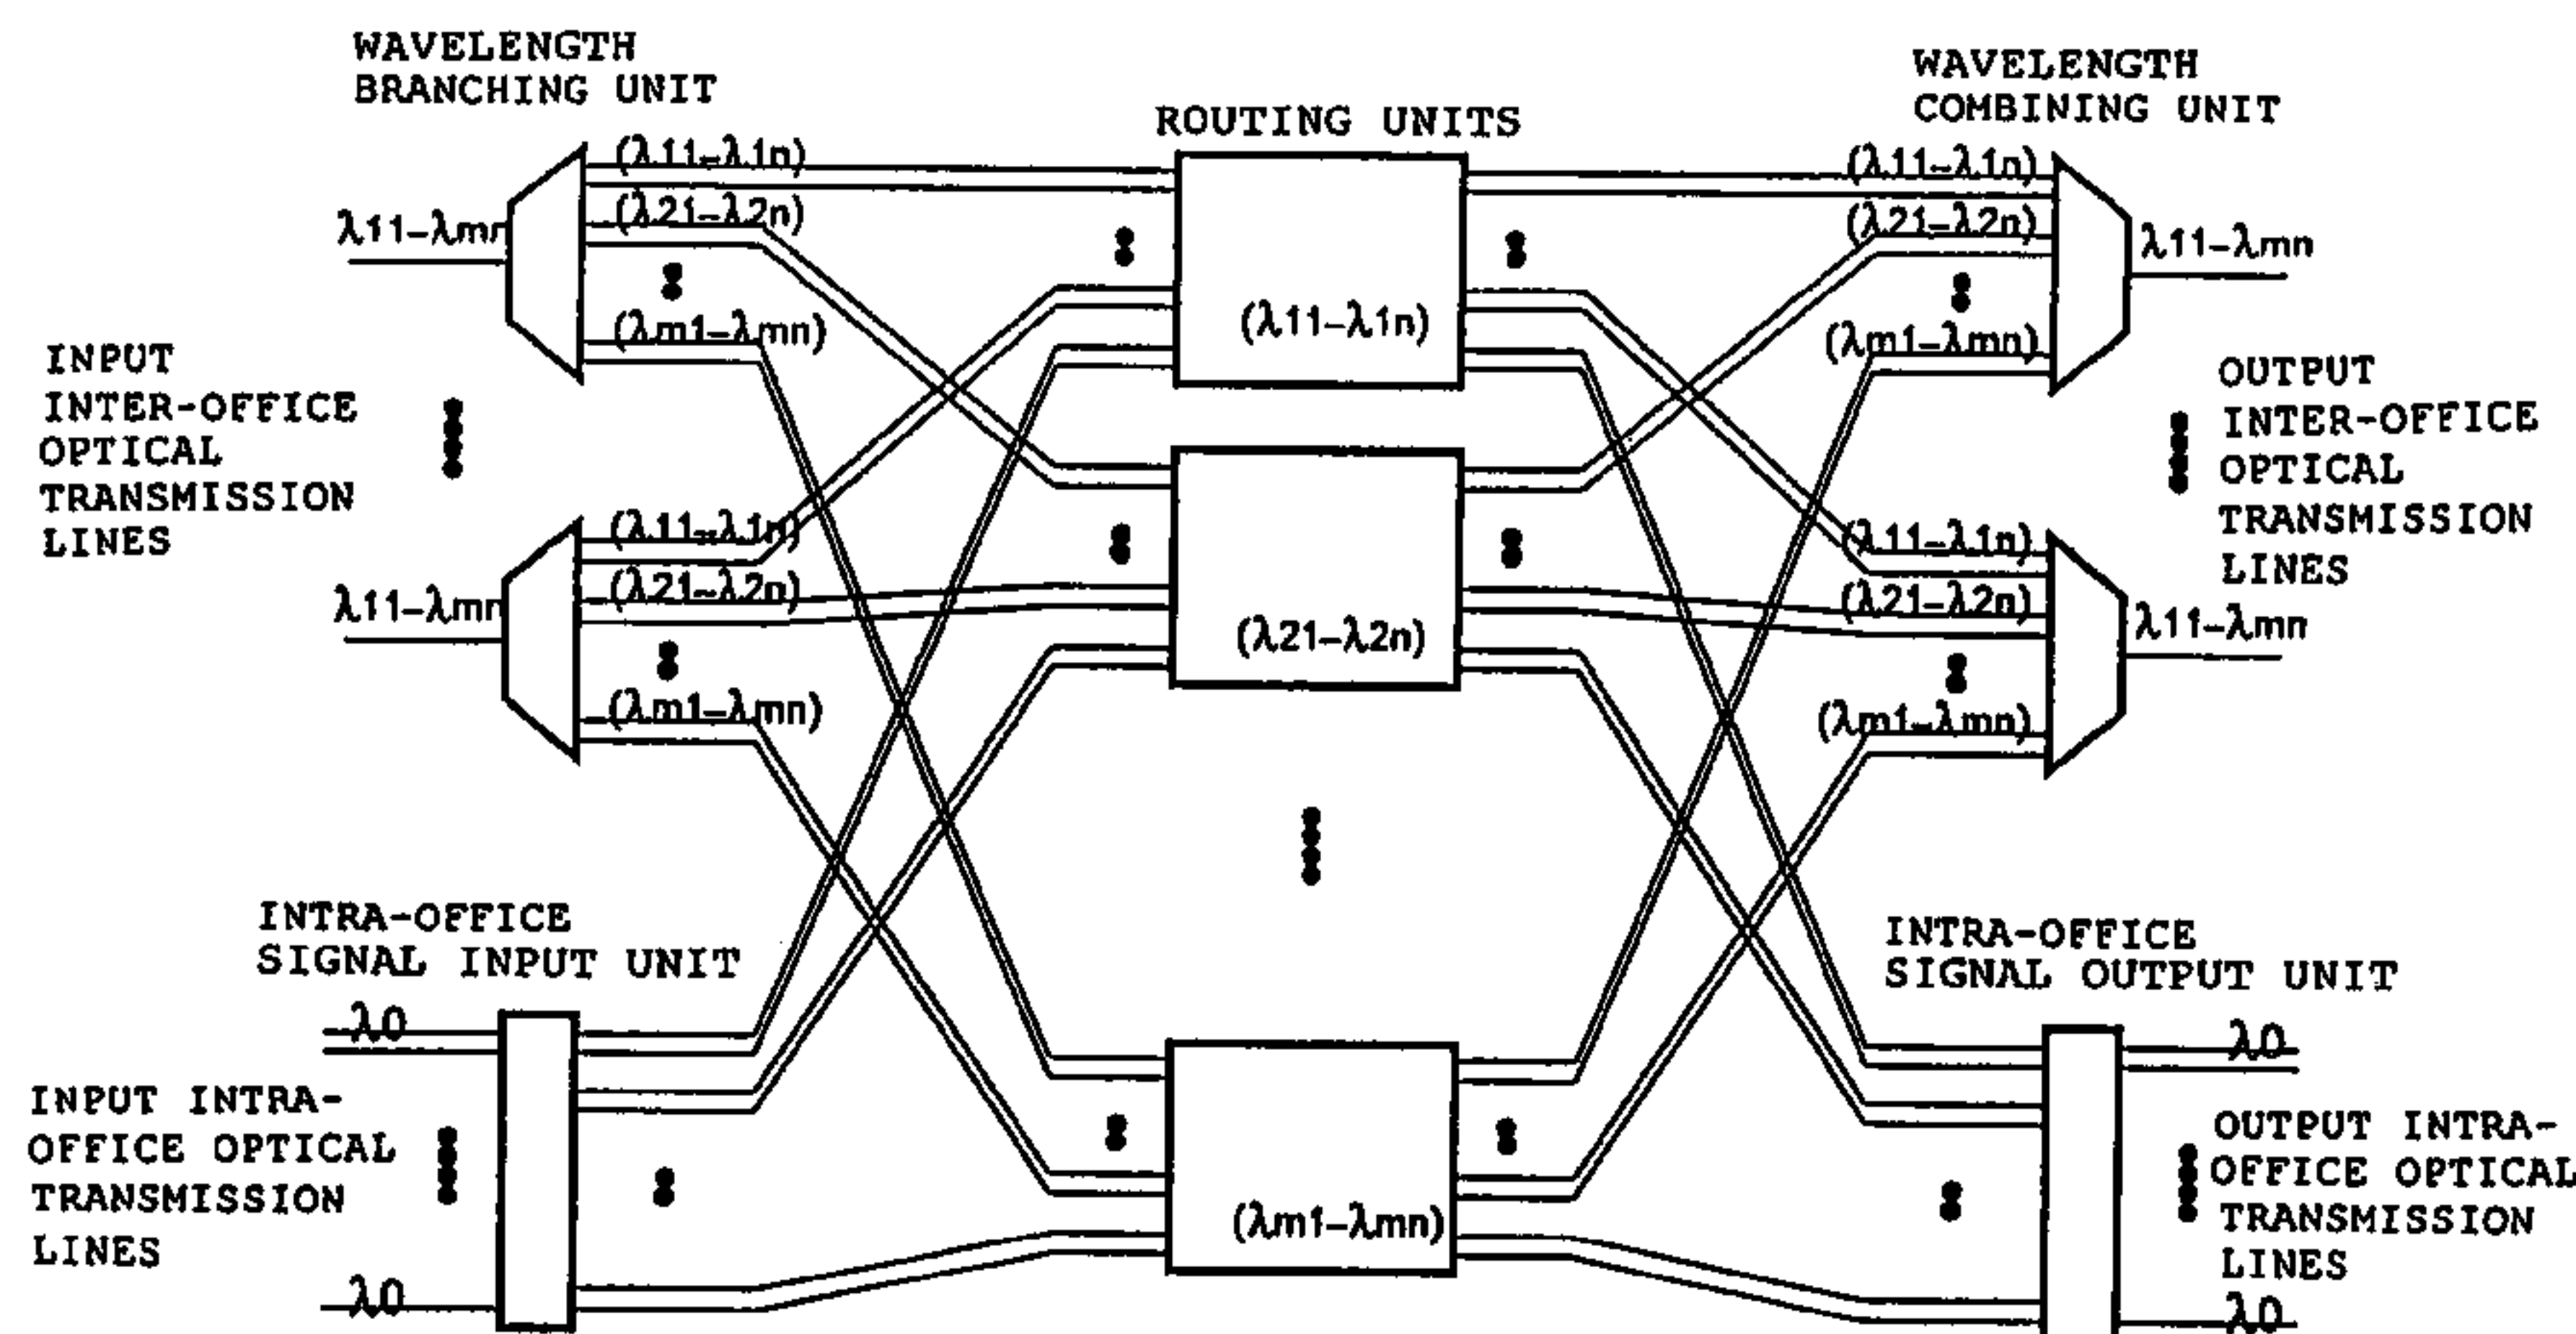 WAVELENGTH
BRANCHING UNIT
WAVELENGTH
COMBINING UNIT
ROUTING UNITS
(λ11-λ1n)
(λ21-λ2n)
(λm1-λmn)
λ11-λmn
(λ11-λ1n)
(λ11-λ1n)
(λ21-λ2n)
(λm1-λmn)
λ11-λmn
INPUT
INTER-OFFICE
OPTICAL
TRANSMISSION
LINES
OUTPUT
INTER-OFFICE
OPTICAL
TRANSMISSION
LINES
(λ11-λ1n)
(λ21-λ2n)
(λm1-λmn)
λ11-λmn
(λ21-λ2n)
(λ11-λ1n)
(λ21-λ2n)
(λm1-λmn)
λ11-λmn
INTRA-OFFICE
SIGNAL INPUT UNIT
INTRA-OFFICE
SIGNAL OUTPUT UNIT
λ0
λ0
INPUT INTRA-
OFFICE OPTICAL
TRANSMISSION
LINES
(λm1-λmn)
OUTPUT INTRA-
OFFICE OPTICAL
TRANSMISSION
LINES
λ0
λ0